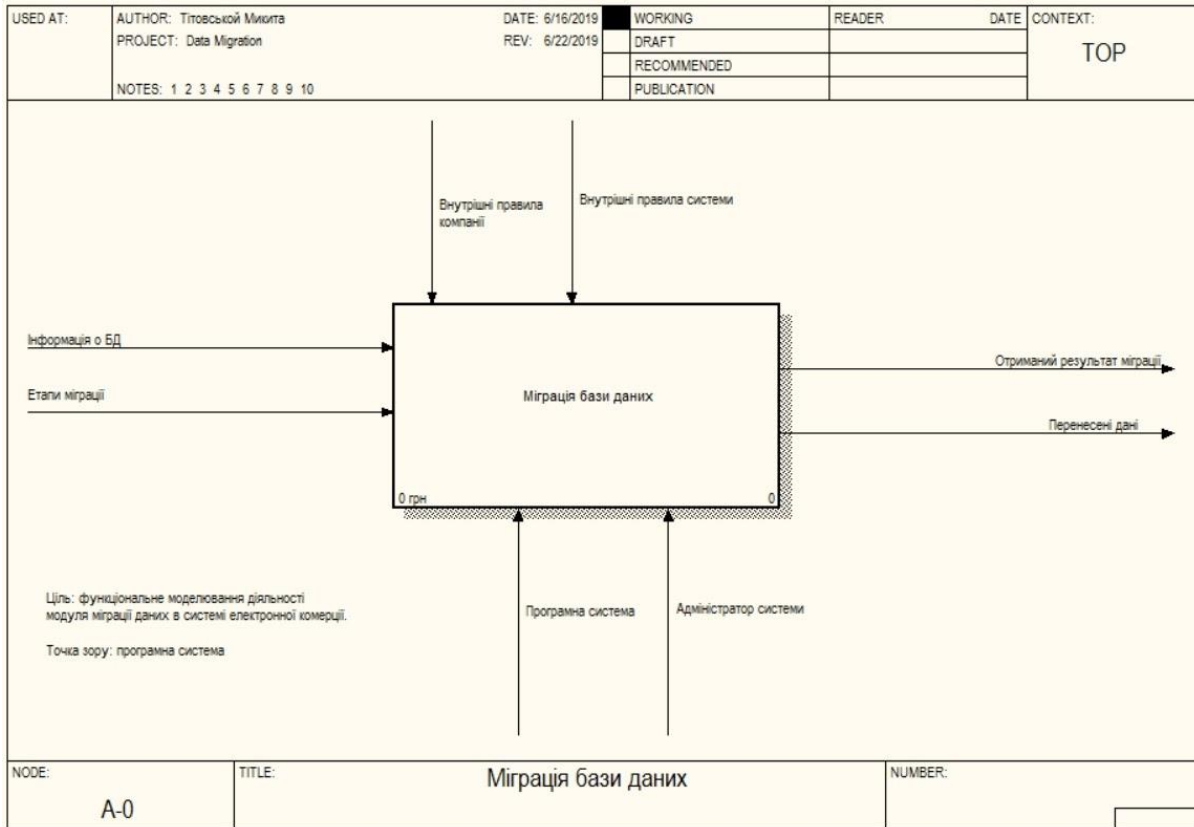 USED AT:
AUTHOR: Тітовськой Микита
DATE: 6/16/2019
PROJECT: Data Migration
REV: 6/22/2019
NOTES: 1 2 3 4 5 6 7 8 9 10
WORKING
DRAFT
RECOMMENDED
PUBLICATION
READER
DATE
CONTEXT:
TOP
Внутрішні правила
компанії
Внутрішні правила системи
Інформація о БД
Етапи міграції
Міграція бази даних
0 грн
0
Отриманий результат міграції
Перенесені дані
Програмна система
Адміністратор системи
Ціль: функціональне моделювання діяльності
модуля міграції даних в системі електронної комерції.
Точка зору: програмна система
NODE:
A-0
TITLE:
Міграція бази даних
NUMBER: